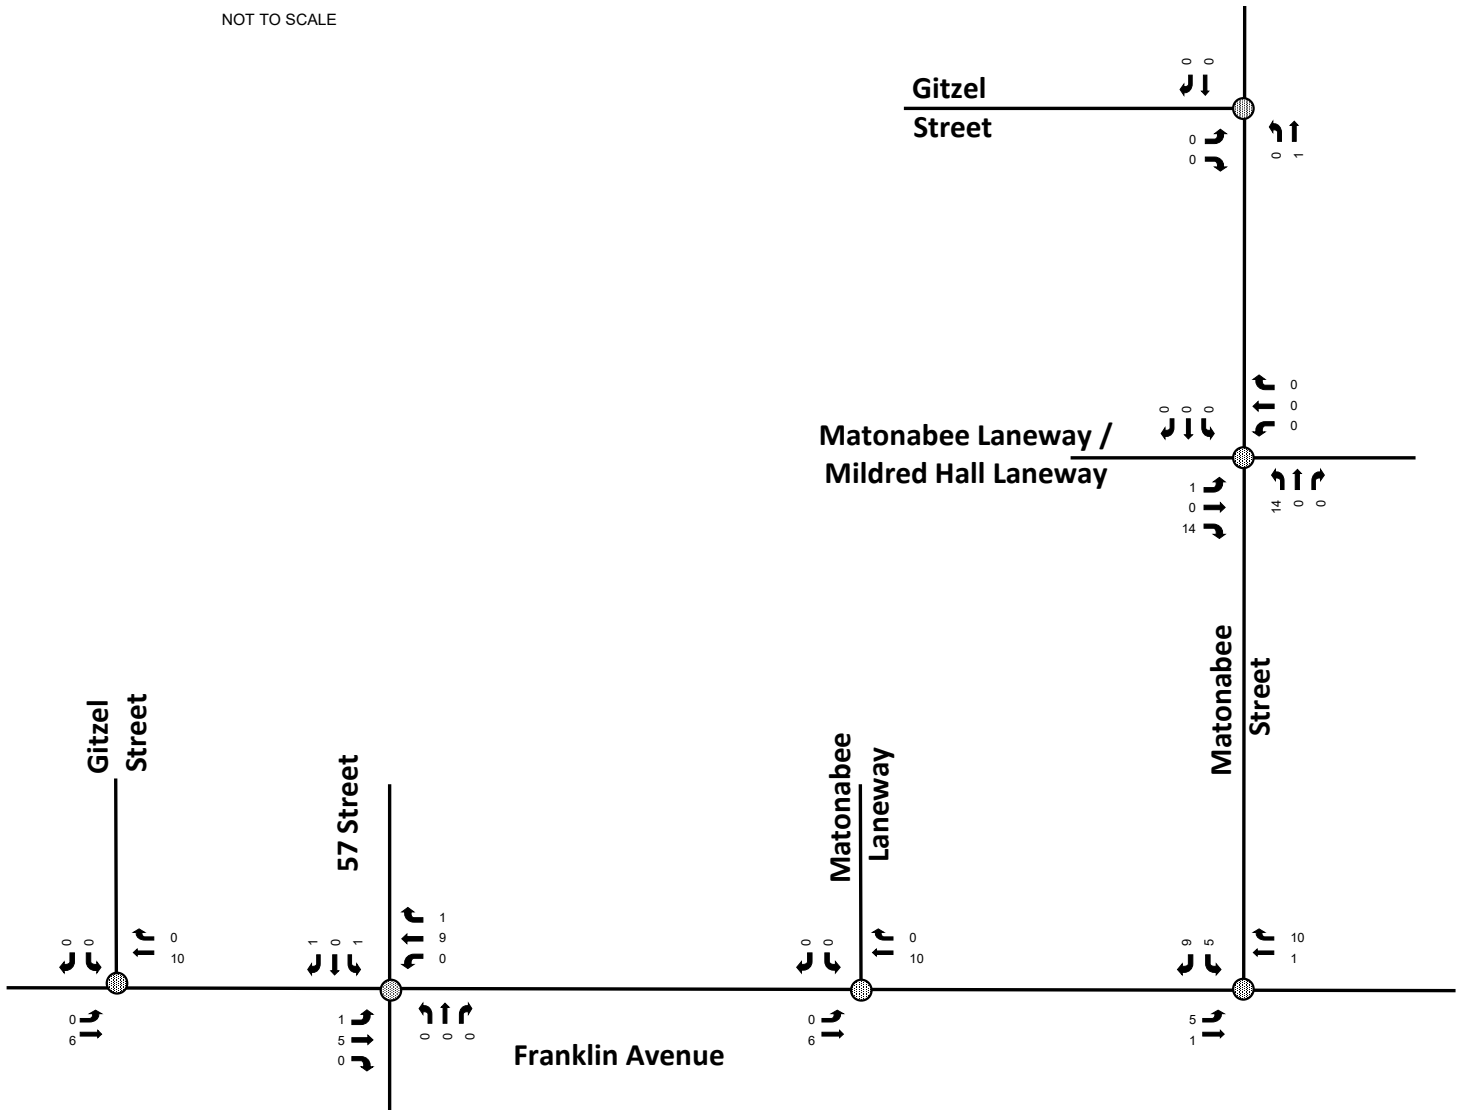 NOT TO SCALE
0 0
Gitzel
Street
0
0
0 1
0
0
0
0 0 0
Matonabee Laneway /
Mildred Hall Laneway
1
0
14
14 0 0
Matonabee
Street
Gitzel
Street
57 Street
Matonabee
Laneway
0 0
0
10
1 0 1
1
9
0
0 0
0
10
9 5
10
1
0
6
1
5
0
0 0 0
0
6
5
1
Franklin Avenue